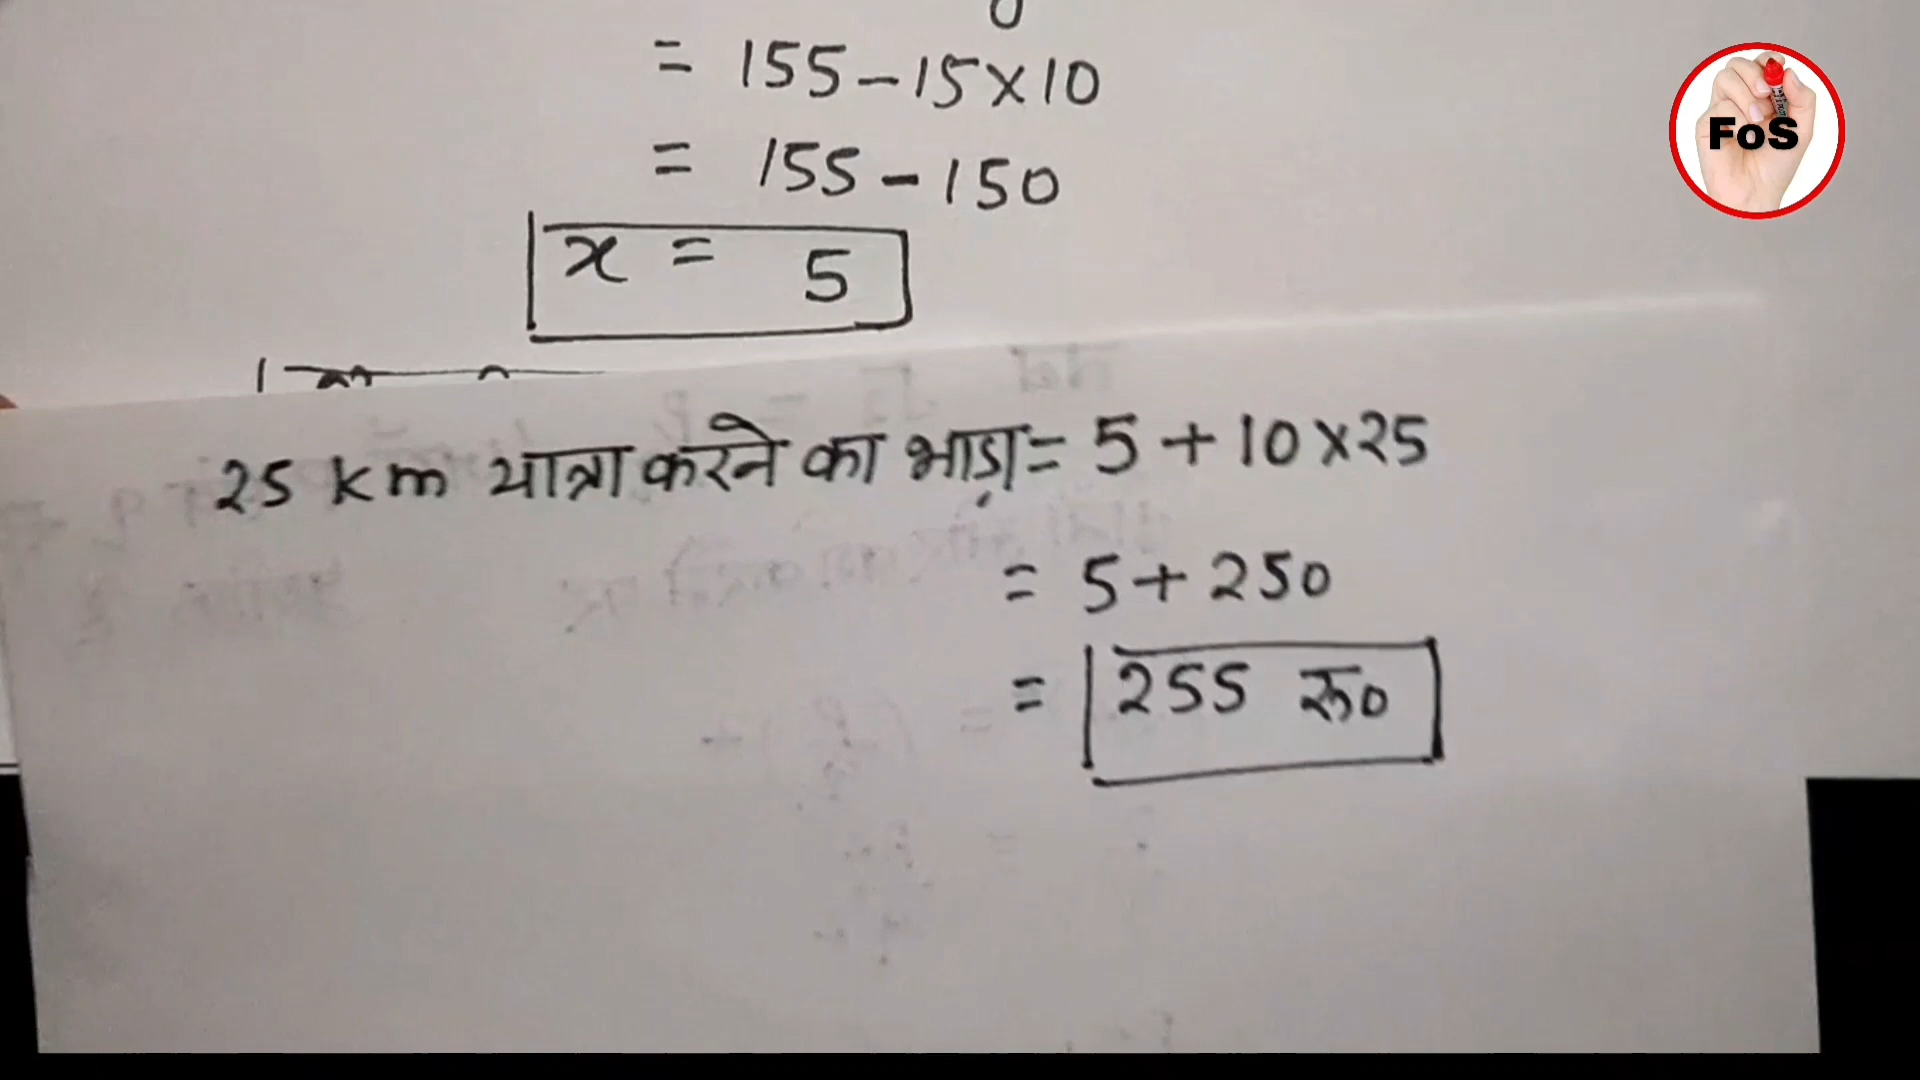 = 155 - 15 × 10
= 155 - 150
x = 5
25 km यात्रा करने का भाड़ा = 5 + 10 × 25
= 5 + 250
= 255 रू०
FoS